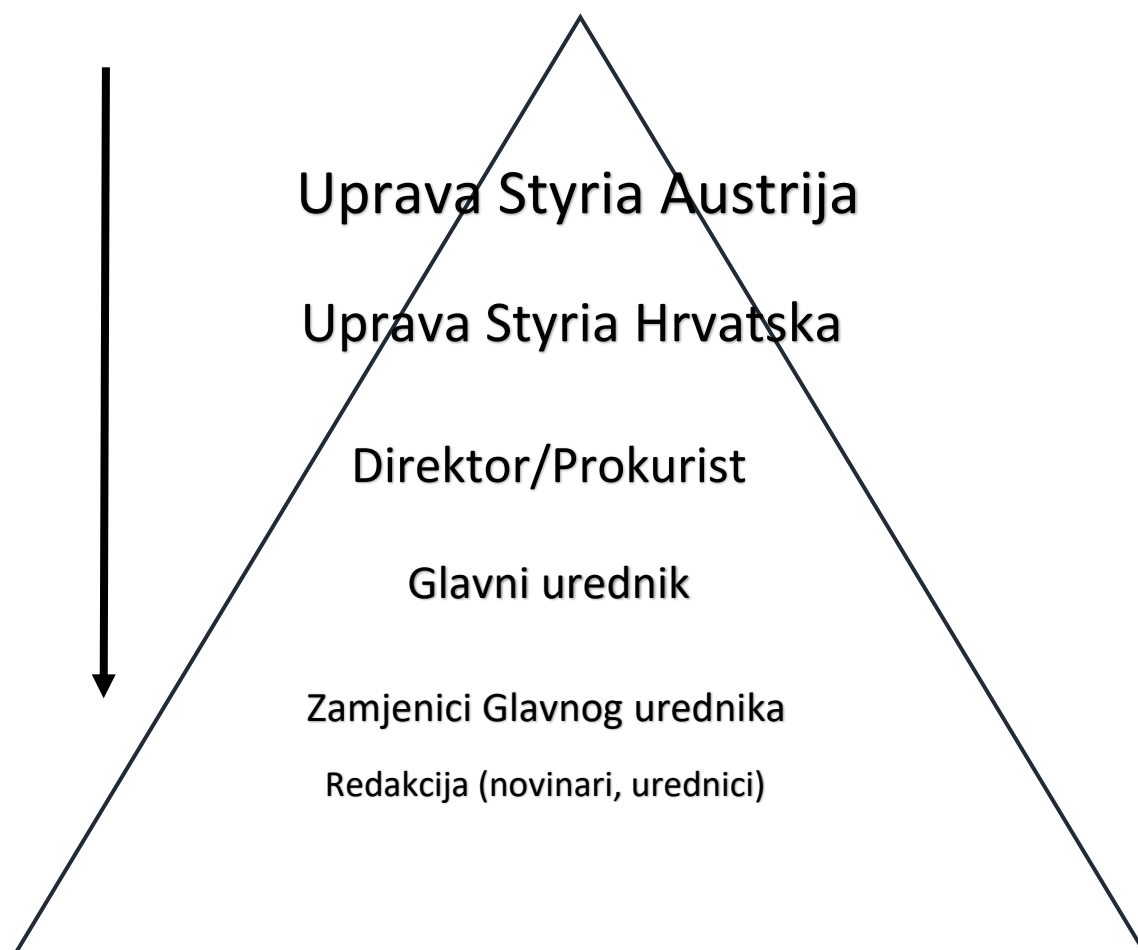 Uprava Styria Austrija
Uprava Styria Hrvatska
Direktor/Prokurist
Glavni urednik
Zamjenici Glavnog urednika
Redakcija (novinari, urednici)